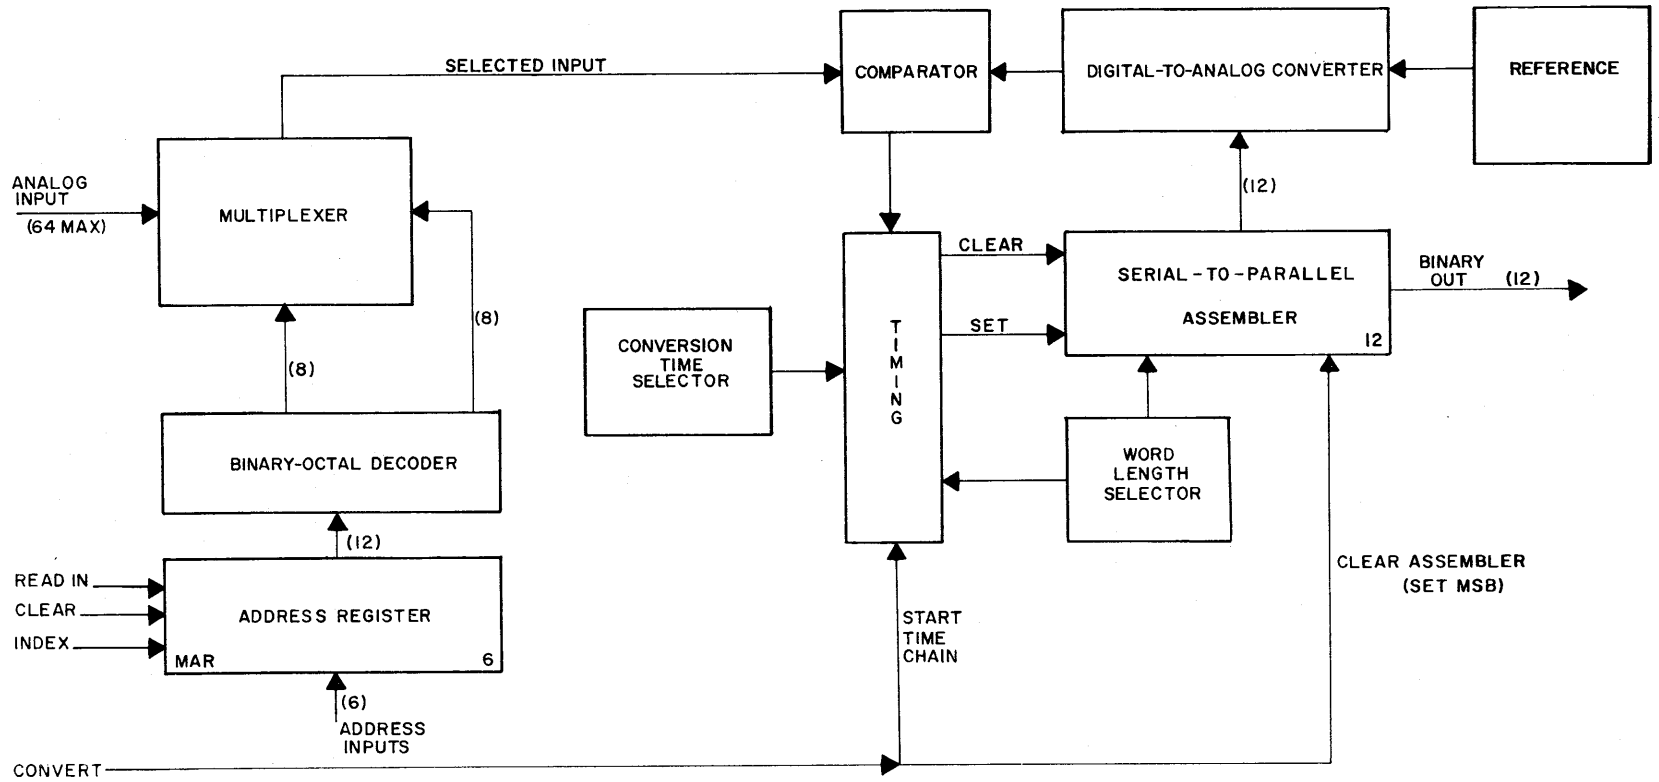 SELECTED INPUT
COMPARATOR
DIGITAL-TO-ANALOG CONVERTER
REFERENCE
ANALOG
INPUT
(64 MAX)
MULTIPLEXER
(12)
CLEAR
SERIAL-TO-PARALLEL
ASSEMBLER
12
BINARY
OUT (12)
SET
(8)
(8)
CONVERSION
TIME
SELECTOR
TIMING
BINARY-OCTAL DECODER
WORD
LENGTH
SELECTOR
(12)
READ IN
CLEAR
INDEX
ADDRESS REGISTER
MAR
6
START
TIME
CHAIN
CLEAR ASSEMBLER
(SET MSB)
(6)
ADDRESS
INPUTS
CONVERT